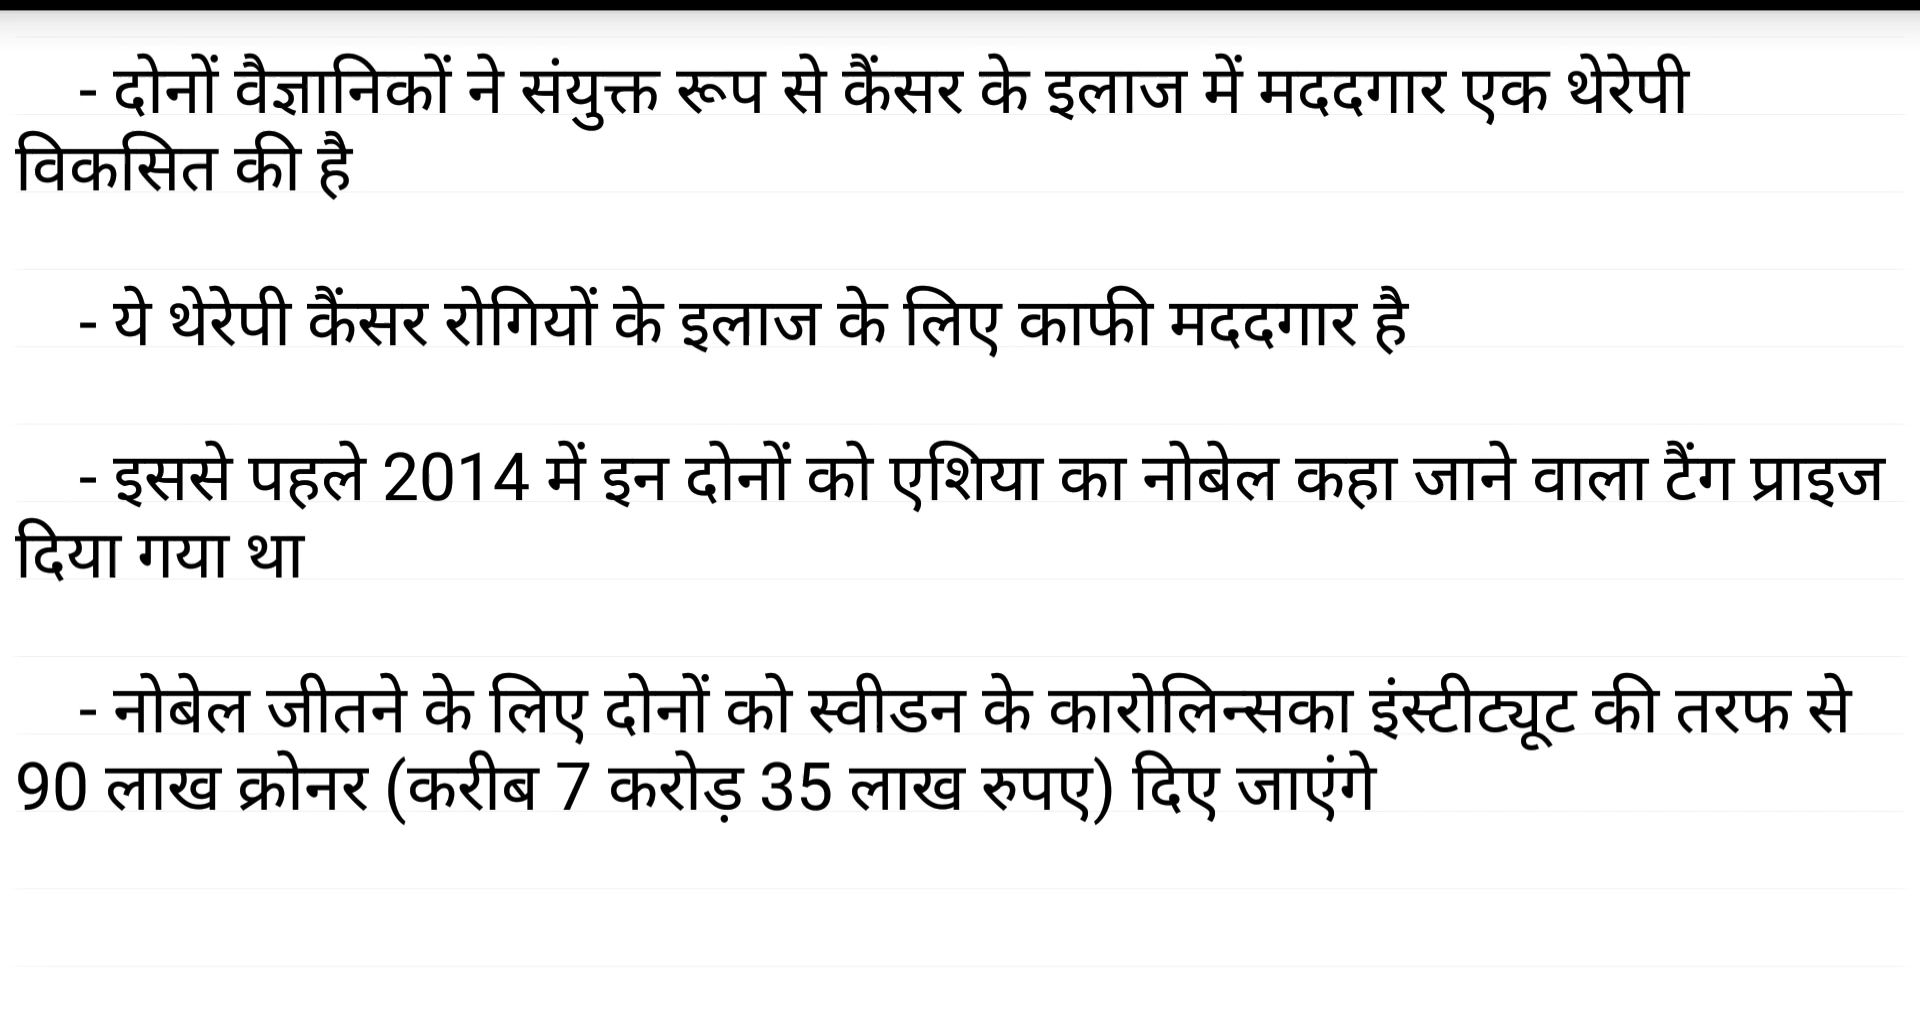 - दोनों वैज्ञानिकों ने संयुक्त रूप से कैंसर के इलाज में मददगार एक थेरेपी
विकसित की है
- ये थेरेपी कैंसर रोगियों के इलाज के लिए काफी मददगार है
- इससे पहले 2014 में इन दोनों को एशिया का नोबेल कहा जाने वाला टैंग प्राइज
दिया गया था
- नोबेल जीतने के लिए दोनों को स्वीडन के कारोलिन्सका इंस्टीट्यूट की तरफ से
90 लाख क्रोनर (करीब 7 करोड़ 35 लाख रुपए) दिए जाएंगे